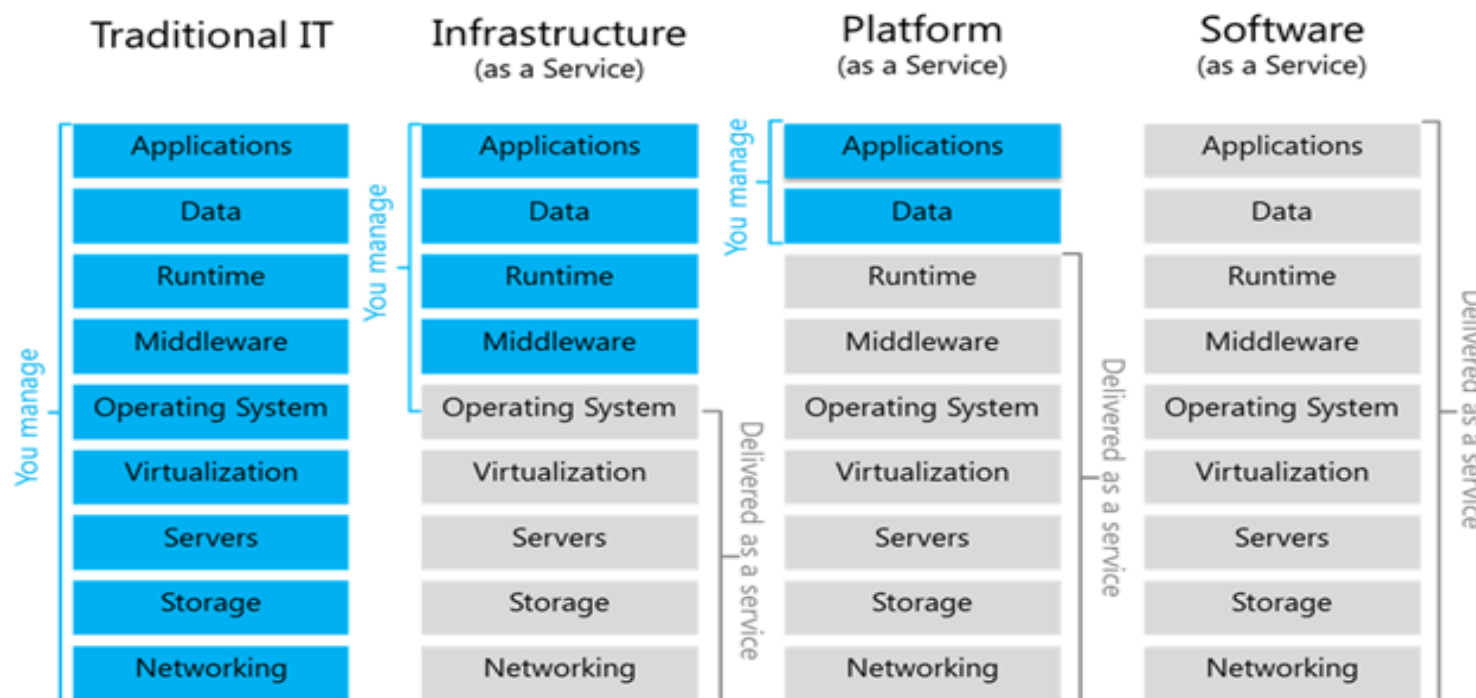 Traditional IT
Infrastructure
(as a Service)
Platform
(as a Service)
Software
(as a Service)
You manage
Applications
Data
Runtime
Middleware
Operating System
Virtualization
Servers
Storage
Networking
You manage
Applications
Data
Runtime
Middleware
Operating System
Virtualization
Servers
Storage
Networking
Delivered as a service
You manage
Applications
Data
Runtime
Middleware
Operating System
Virtualization
Servers
Storage
Networking
Delivered as a service
Applications
Data
Runtime
Middleware
Operating System
Virtualization
Servers
Storage
Networking
Delivered as a service